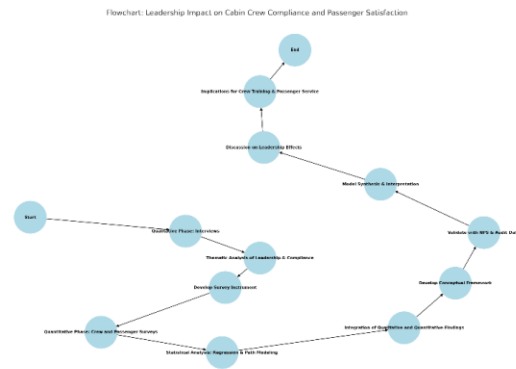 Flowchart: Leadership Impact on Cabin Crew Compliance and Passenger Satisfaction
Start
Qualitative Phase: Interviews
Thematic Analysis of Leadership & Compliance
Develop Survey Instrument
Quantitative Phase: Crew and Passenger Surveys
Statistical Analysis: Regression & Path Modeling
Integration of Qualitative and Quantitative Findings
Develop Conceptual Framework
Validate with NPS & Audit Da
Model Synthesis & Interpretation
Discussion on Leadership Effects
Implications for Crew Training & Passenger Service
End